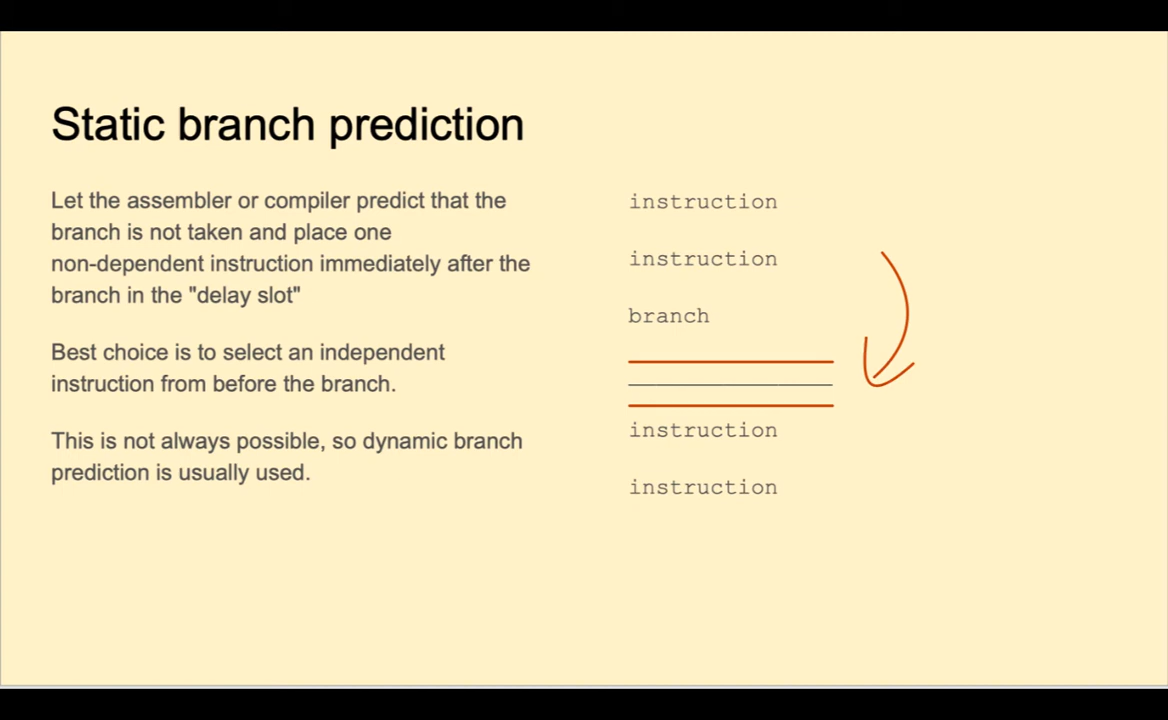 Static branch prediction
Let the assembler or compiler predict that the
branch is not taken and place one
non-dependent instruction immediately after the
branch in the "delay slot"
Best choice is to select an independent
instruction from before the branch.
This is not always possible, so dynamic branch
prediction is usually used.
instruction
instruction
branch
instruction
instruction